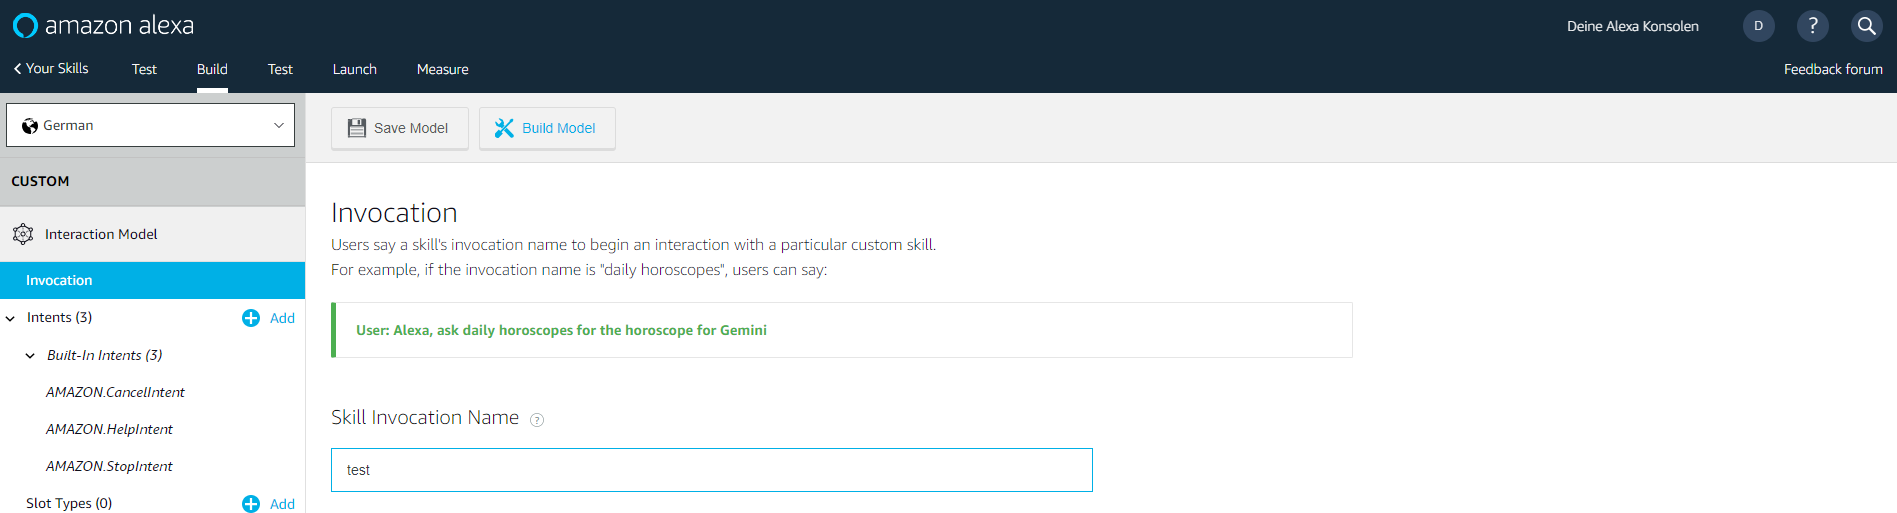 amazon alexa
Deine Alexa Konsolen
D
?
Your Skills
Test
Build
Test
Launch
Measure
Feedback forum
German
Save Model
Build Model
CUSTOM
Interaction Model
Invocation
Intents (3)
Add
Built-In Intents (3)
AMAZON.CancelIntent
AMAZON.HelpIntent
AMAZON.StopIntent
Slot Types (0)
Add
Invocation
Users say a skill's invocation name to begin an interaction with a particular custom skill.
For example, if the invocation name is "daily horoscopes", users can say:
User: Alexa, ask daily horoscopes for the horoscope for Gemini
Skill Invocation Name ?
test